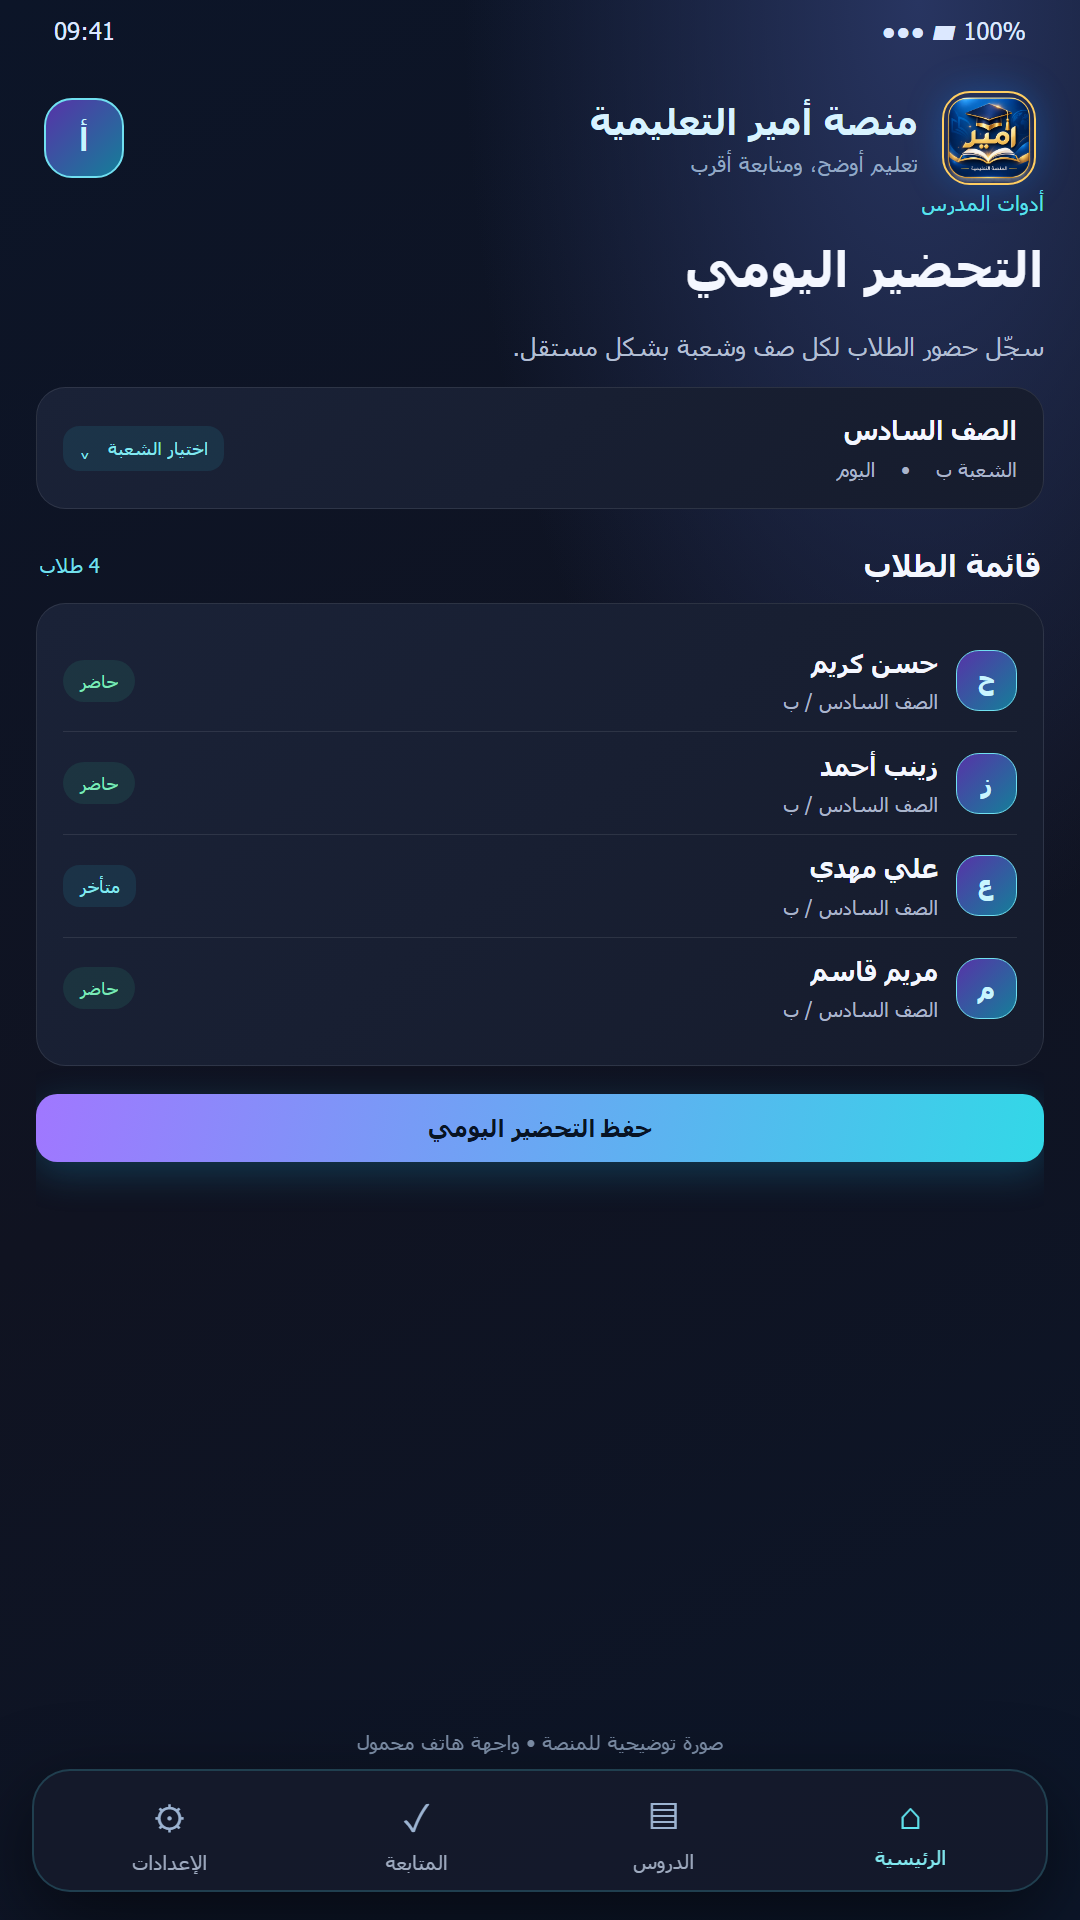 09:41
100%
منصة أمير التعليمية
تعليم أوضح، ومتابعة أقرب
أمير
أ
أدوات المدرس
التحضير اليومي
سجّل حضور الطلاب لكل صف وشعبة بشكل مستقل.
الصف السادس
الشعبة ب • اليوم
اختيار الشعبة
قائمة الطلاب
4 طلاب
ح
حسن كريم
الصف السادس / ب
حاضر
ز
زينب أحمد
الصف السادس / ب
حاضر
ع
علي مهدي
الصف السادس / ب
متأخر
م
مريم قاسم
الصف السادس / ب
حاضر
حفظ التحضير اليومي
صورة توضيحية للمنصة • واجهة هاتف محمول
الرئيسية
الدروس
المتابعة
الإعدادات